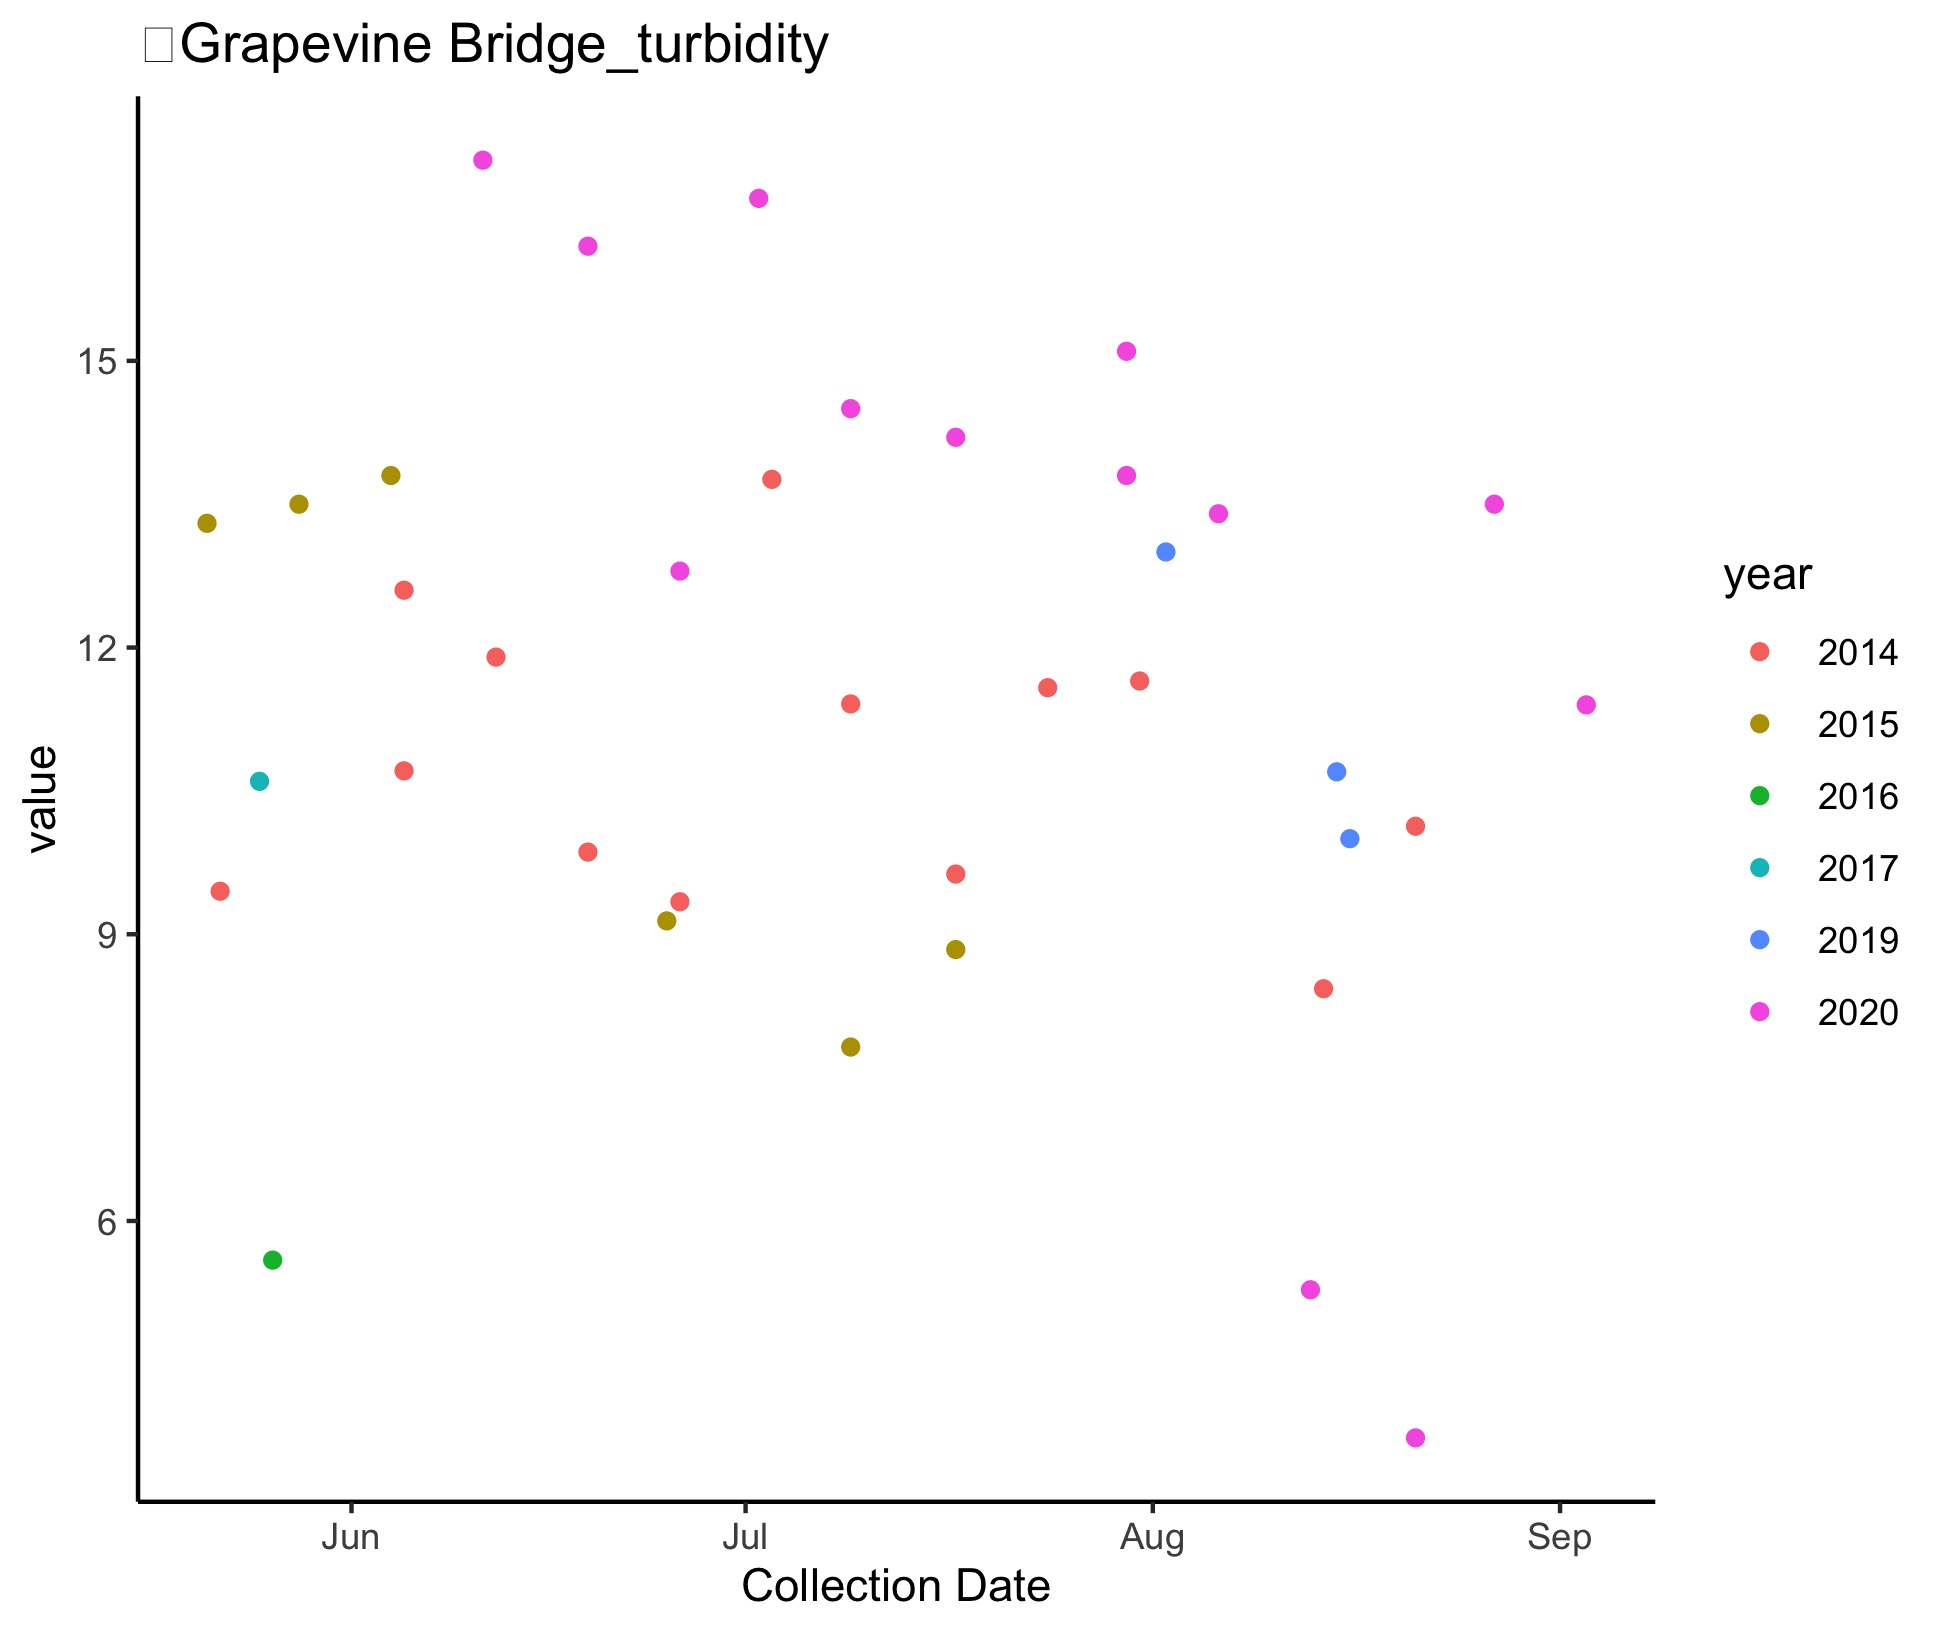 Grapevine Bridge_turbidity
15
12
9
6
value
Jun
Jul
Aug
Sep
Collection Date
year
2014
2015
2016
2017
2019
2020